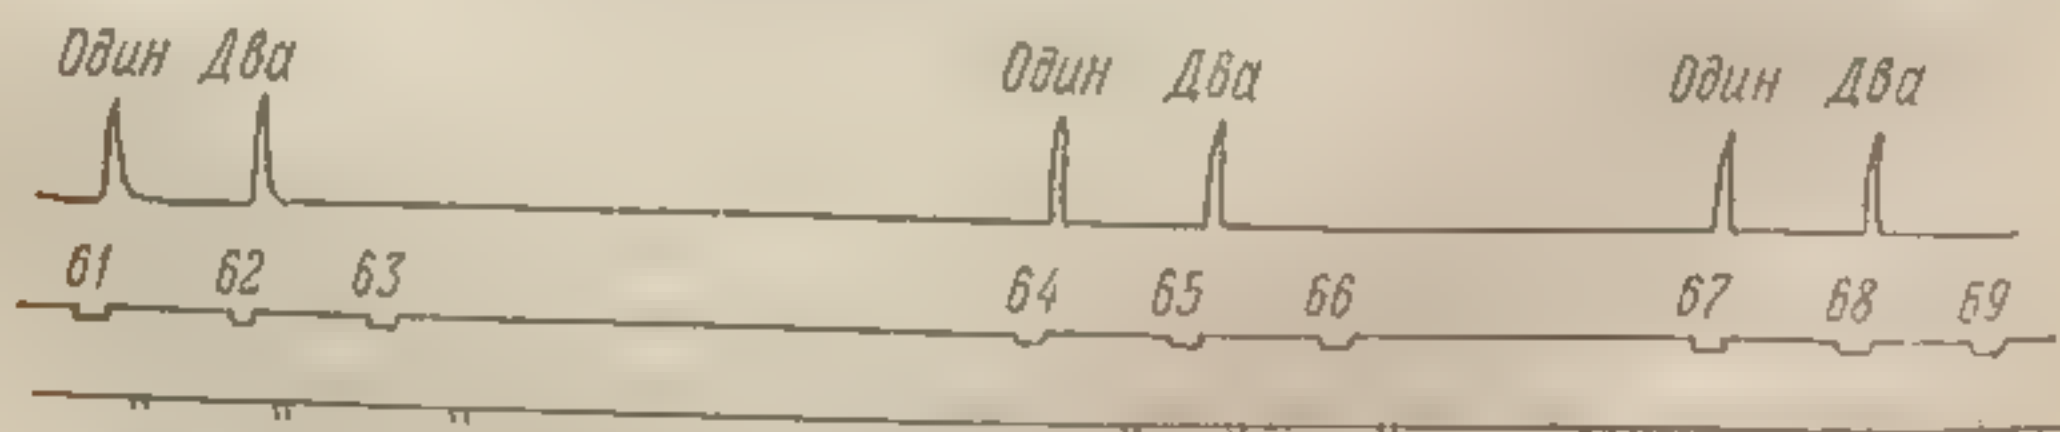 Один Два Один Два Один Два
61 62 63 64 65 66 67 68 69